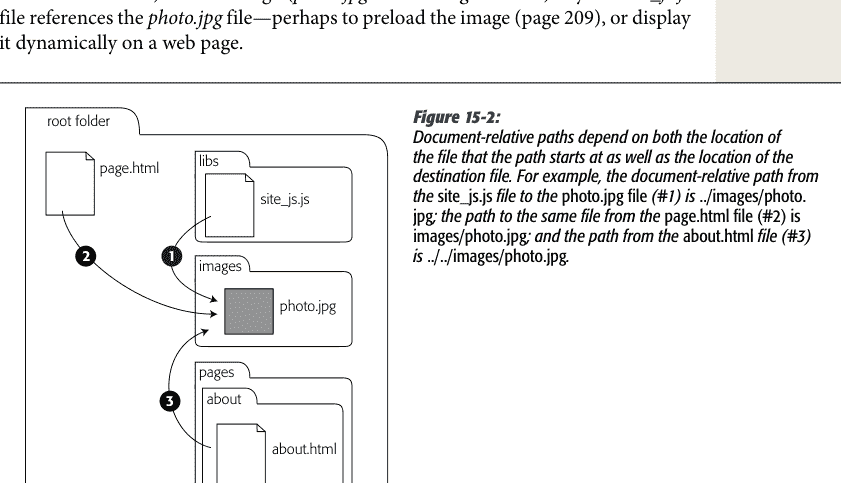 file references the photo.jpg file—perhaps to preload the image (page 209), or display
it dynamically on a web page.
root folder
page.html
libs
site_js.js
2
1
images
photo.jpg
3
pages
about
about.html
Figure 15-2:
Document-relative paths depend on both the location of
the file that the path starts at as well as the location of the
destination file. For example, the document-relative path from
the site_js.js file to the photo.jpg file (#1) is ../images/photo.
jpg; the path to the same file from the page.html file (#2) is
images/photo.jpg; and the path from the about.html file (#3)
is ../../images/photo.jpg.